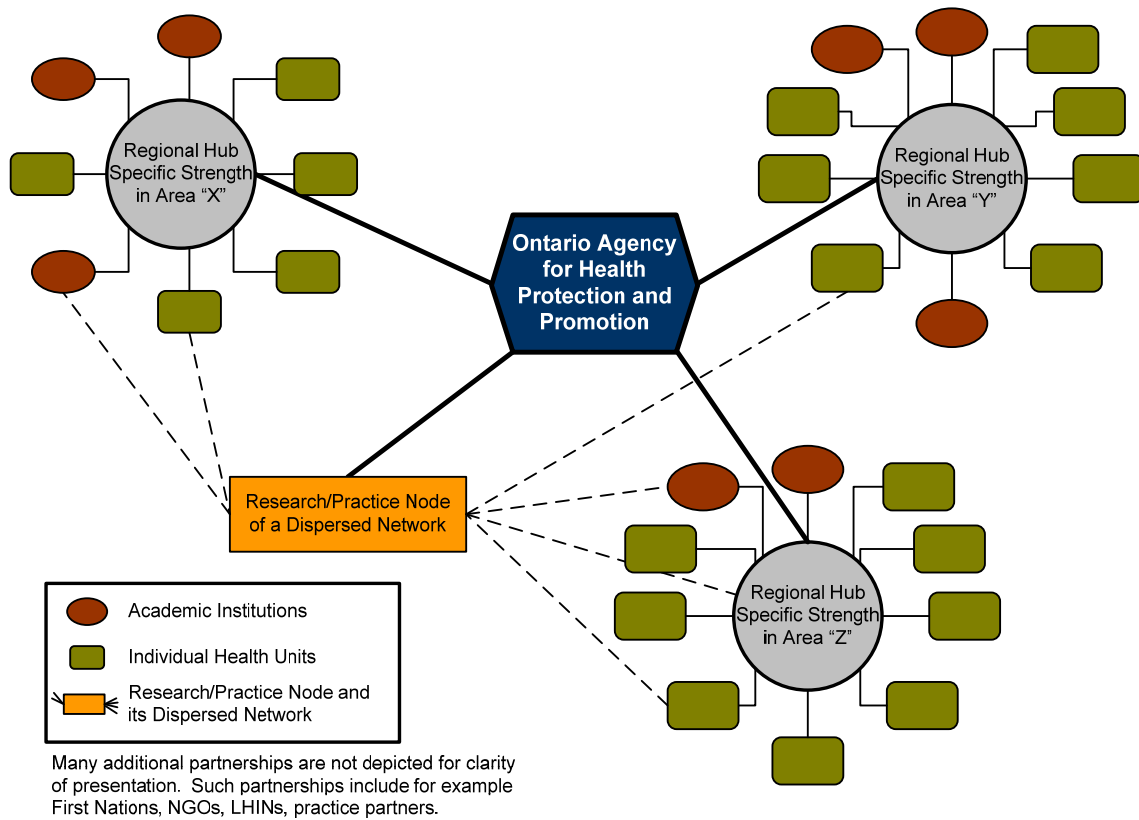 Regional Hub
Specific Strength
in Area “X”
Regional Hub
Specific Strength
in Area “Y”
Ontario Agency
for Health
Protection and
Promotion
Research/Practice Node
of a Dispersed Network
Regional Hub
Specific Strength
in Area “Z”
Academic Institutions
Individual Health Units
Research/Practice Node and
its Dispersed Network
Many additional partnerships are not depicted for clarity
of presentation. Such partnerships include for example
First Nations, NGOs, LHINs, practice partners.